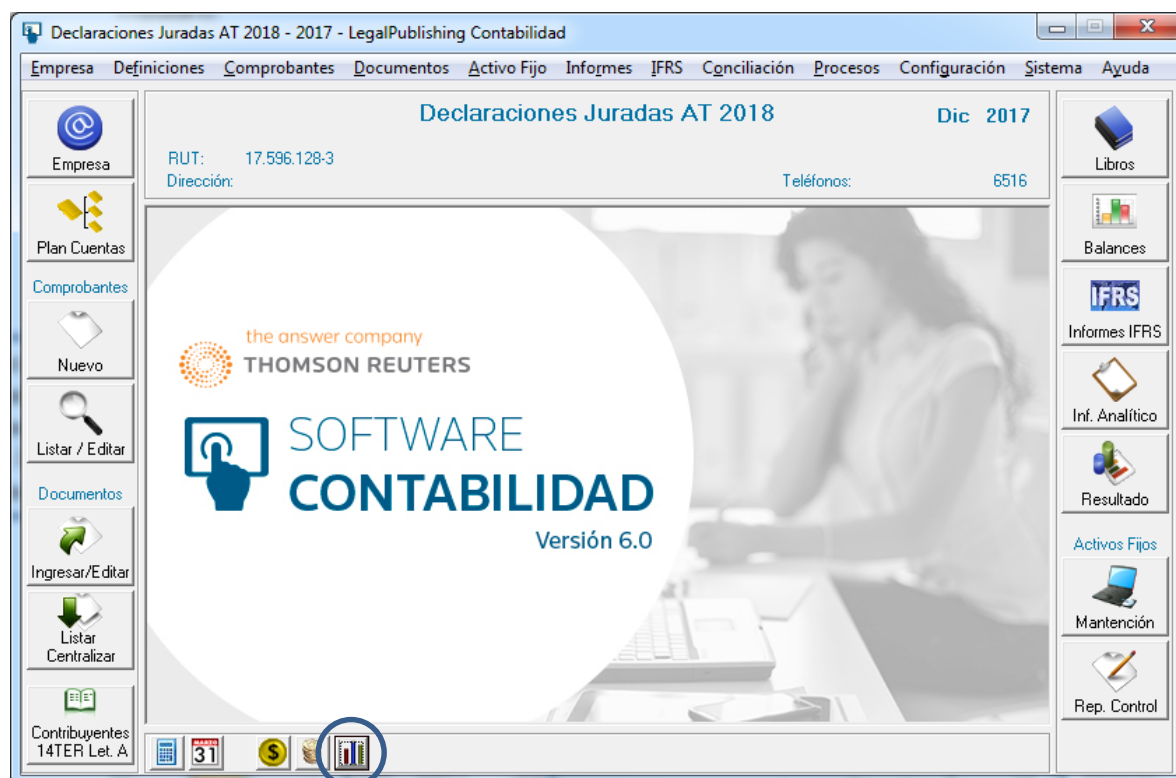 Declaraciones Juradas AT 2018 - 2017 - LegalPublishing Contabilidad
Empresa Definiciones Comprobantes Documentos Activo Fijo Informes IFRS Conciliación Procesos Configuración Sistema Ayuda
Declaraciones Juradas AT 2018 Dic 2017
RUT: 17.596.128-3
Dirección: Teléfonos: 6516
Empresa
Plan Cuentas
Comprobantes
Nuevo
Listar / Editar
Documentos
Ingresar/Editar
Listar
Centralizar
Contribuyentes
14TER Let. A
the answer company
THOMSON REUTERS
SOFTWARE
CONTABILIDAD
Versión 6.0
MARZO
31
$
Libros
Balances
IFRS
Informes IFRS
Inf. Analítico
Resultado
Activos Fijos
Mantención
Rep. Control